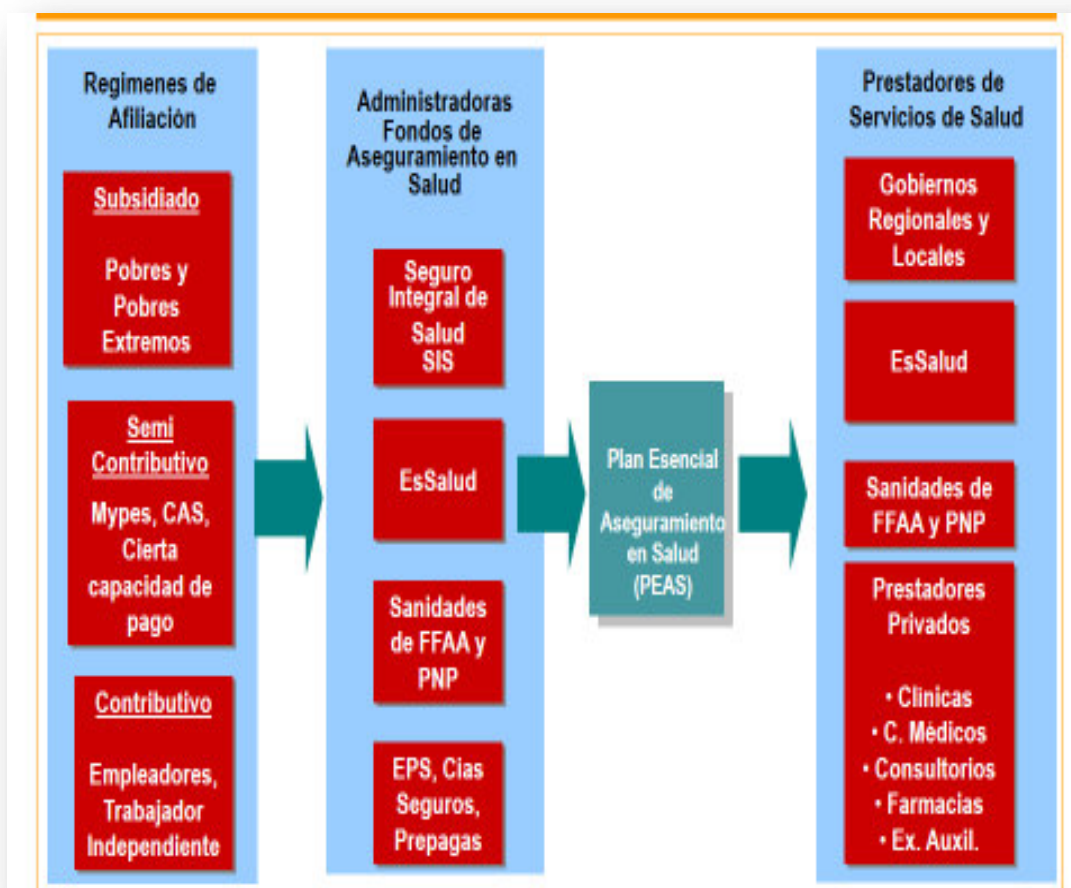 Regimenes de
Afiliación
Subsidiado
Pobres y
Pobres
Extremos
Semi
Contributivo
Mypes, CAS,
Cierta
capacidad de
pago
Contributivo
Empleadores,
Trabajador
Independiente
Administradoras
Fondos de
Aseguramiento en
Salud
Seguro
Integral de
Salud
SIS
EsSalud
Sanidades
de FFAA y
PNP
EPS, Cias
Seguros,
Prepagas
Plan Esencial
de
Aseguramiento
en Salud
(PEAS)
Prestadores de
Servicios de Salud
Gobiernos
Regionales y
Locales
EsSalud
Sanidades de
FFAA y PNP
Prestadores
Privados
• Clínicas
• C. Médicos
• Consultorios
• Farmacias
• Ex. Auxil.